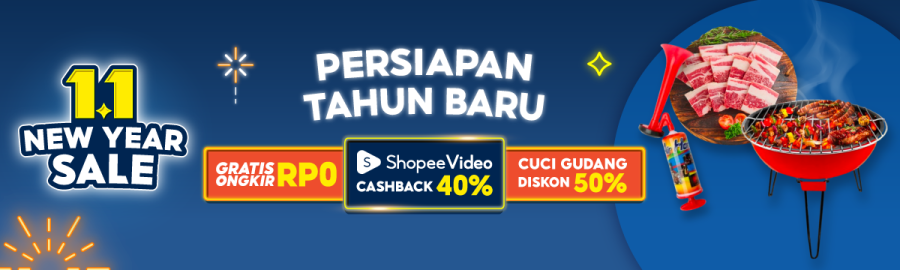 1.1
NEW YEAR
SALE
PERSIAPAN
TAHUN BARU
GRATIS
ONGKIR RP0
S ShopeeVideo
CASHBACK 40%
CUCI GUDANG
DISKON 50%